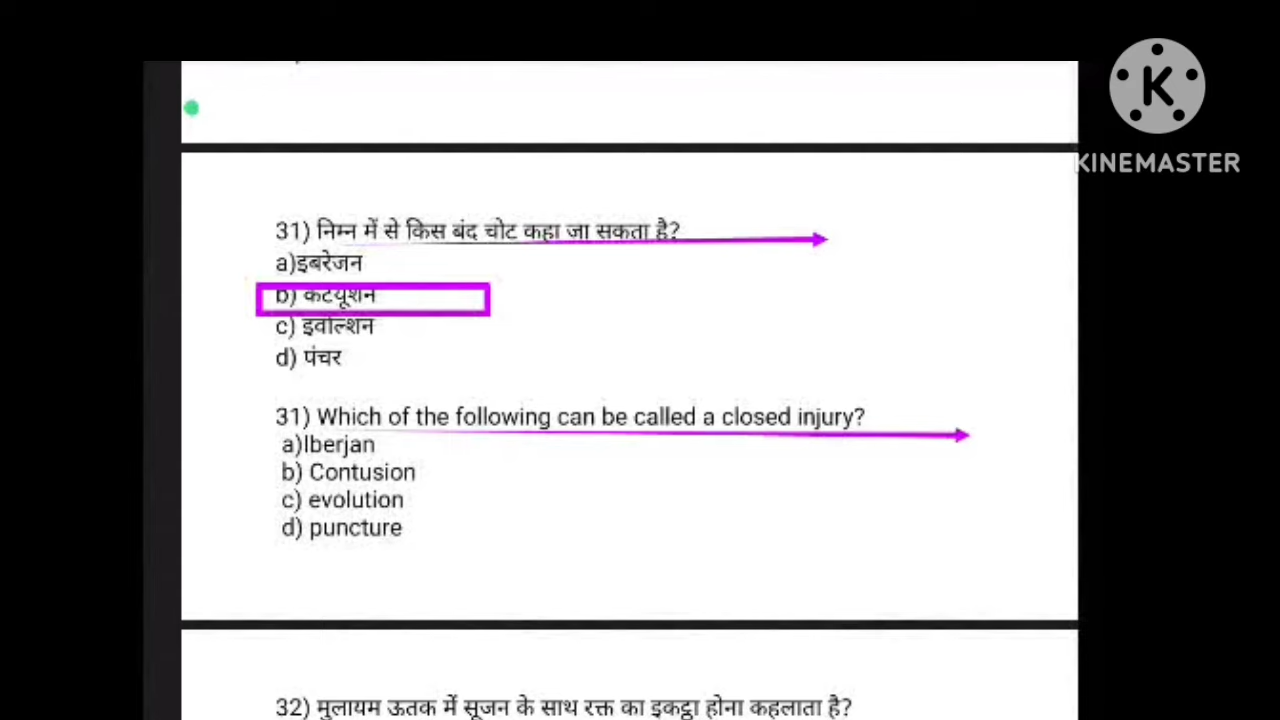 K
KINEMASTER
31) निम्न में से किस बंद चोट कहा जा सकता है?
a)इबरेजन
b) कंटयूशन
c) इवोल्शन
d) पंचर
31) Which of the following can be called a closed injury?
a)Iberjan
b) Contusion
c) evolution
d) puncture
32) मुलायम ऊतक में सूजन के साथ रक्त का इकट्ठा होना कहलाता है?